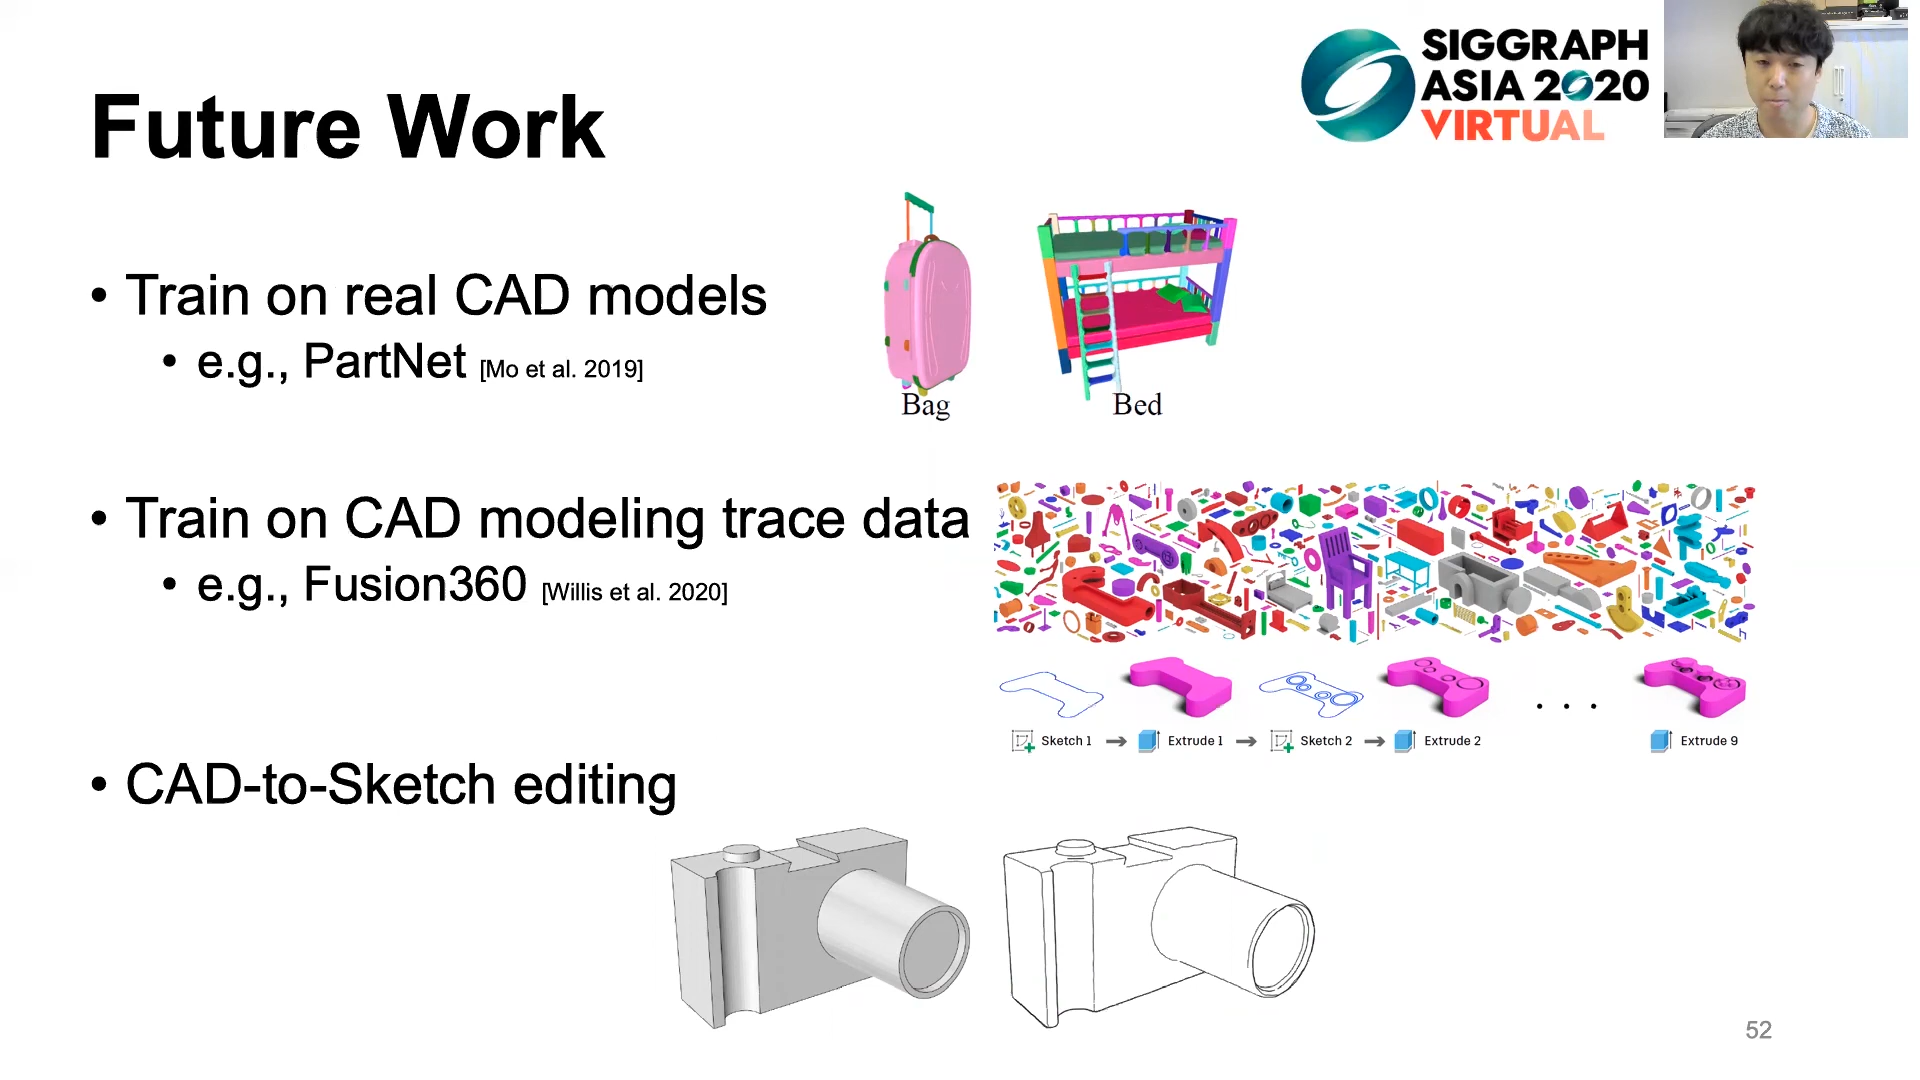 SIGGRAPH
ASIA 2020
VIRTUAL
Future Work
• Train on real CAD models
• e.g., PartNet [Mo et al. 2019]
Bag
Bed
• Train on CAD modeling trace data
• e.g., Fusion360 [Willis et al. 2020]
. . .
Sketch 1 → Extrude 1 → Sketch 2 → Extrude 2 Extrude 9
• CAD-to-Sketch editing
52